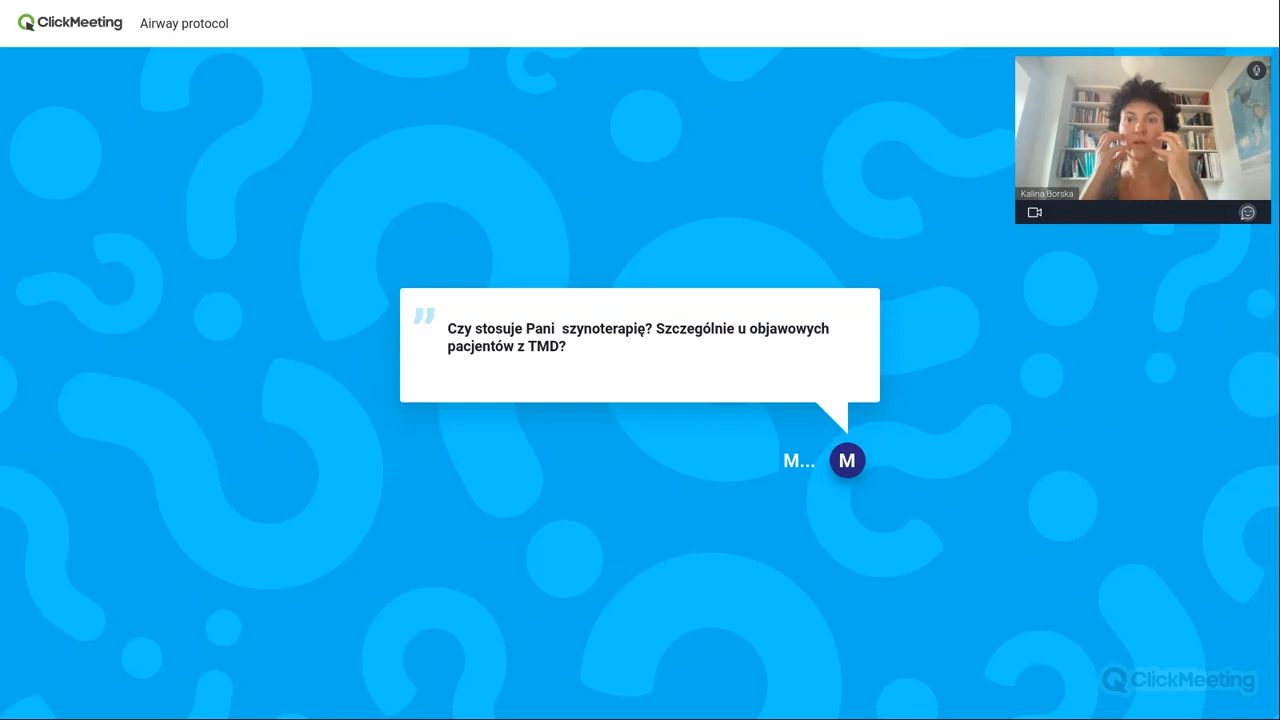 ClickMeeting Airway protocol
Kalina Borska
Czy stosuje Pani  szynoterapię? Szczególnie u objawowych
pacjentów z TMD?
M... M
ClickMeeting